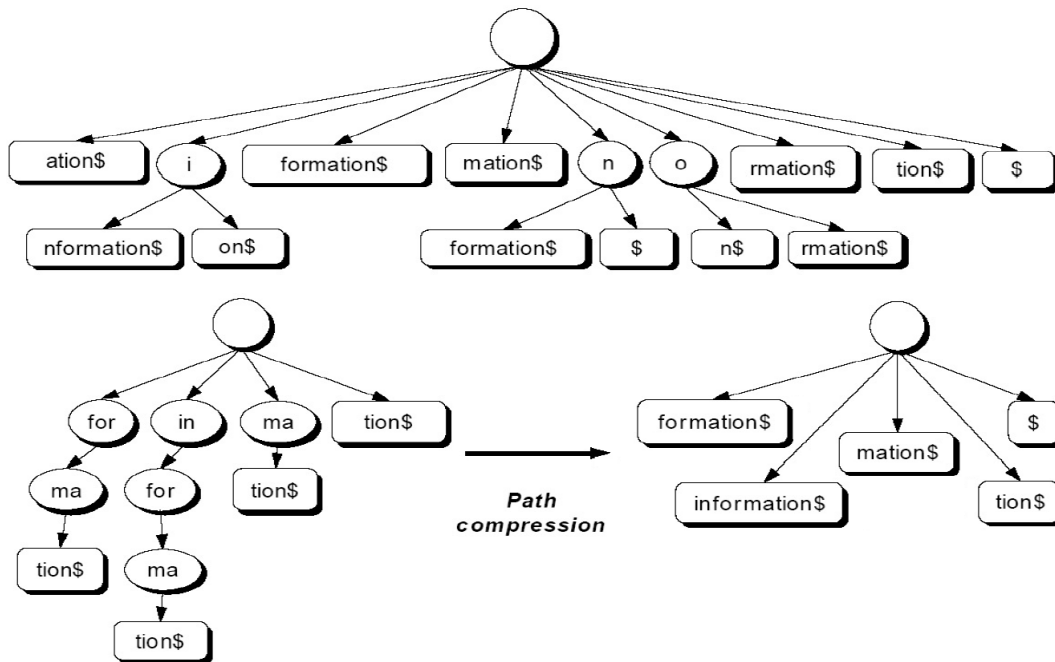 ation$
i
formation$
mation$
n
o
rmation$
tion$
$
nformation$
on$
formation$
$
n$
rmation$
for
in
ma
tion$
ma
for
tion$
tion$
ma
tion$
Path
compression
formation$
$
mation$
information$
tion$